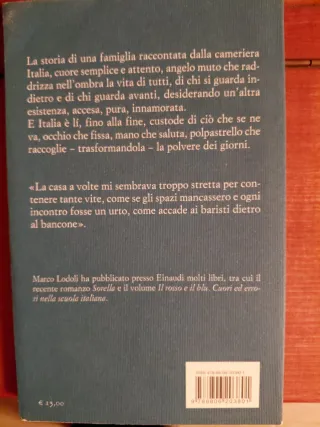 La storia di una famiglia raccontata dalla cameriera
Italia, cuore semplice e attento, angelo muto che rad-
drizza nell'ombra la vita di tutti, di chi si guarda in-
dietro e di chi guarda avanti, desiderando un'altra
esistenza, accesa, pura, innamorata.
E Italia è lì, fino alla fine, custode di ciò che se ne
va, occhio che fissa, mano che saluta, polpastrello che
raccoglie – trasformandola – la polvere dei giorni.
«La casa a volte mi sembrava troppo stretta per con-
tenere tante vite, come se gli spazi mancassero e ogni
incontro fosse un urto, come accade ai baristi dietro
al bancone».
Marco Lodoli ha pubblicato presso Einaudi molti libri, tra cui il
recente romanzo Sorella e il volume Il rosso e il blu. Cuori ed erro-
ri nella scuola italiana.
€ 15,00